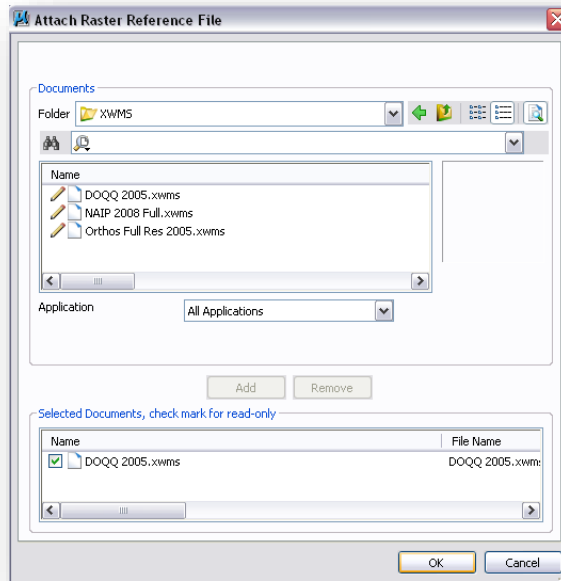 Attach Raster Reference File
Documents
Folder XWMS
Name
DOQQ 2005.xwms
NAIP 2008 Full.xwms
Orthos Full Res 2005.xwms
Application All Applications
Add Remove
Selected Documents, check mark for read-only
Name File Name
DOQQ 2005.xwms DOQQ 2005.xwm
OK Cancel